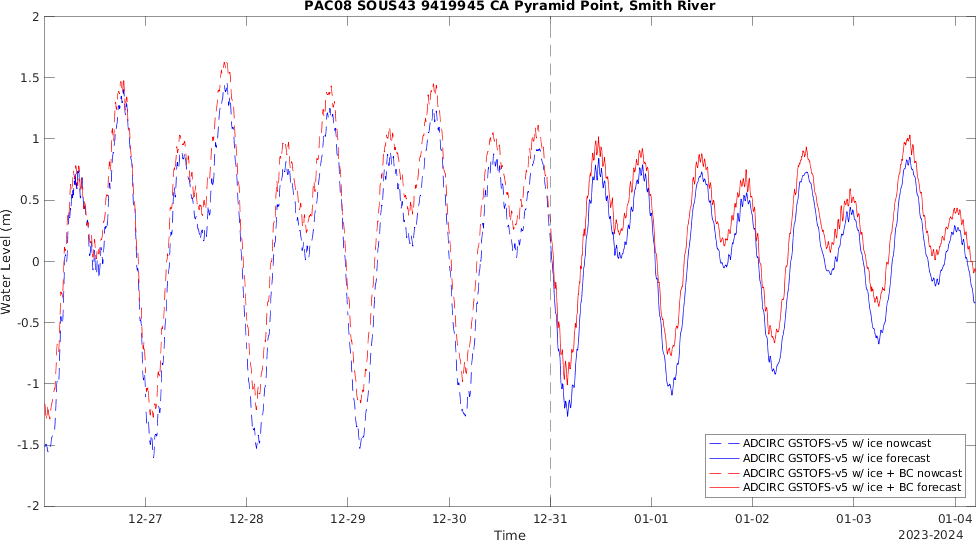 PAC08 SOUS43 9419945 CA Pyramid Point, Smith River
2
1.5
1
0.5
0
-0.5
-1
-1.5
-2
Water Level (m)
12-27
12-28
12-29
12-30
12-31
01-01
01-02
01-03
01-04
Time
2023-2024
ADCIRC GSTOFS-v5 w/ ice nowcast
ADCIRC GSTOFS-v5 w/ ice forecast
ADCIRC GSTOFS-v5 w/ ice + BC nowcast
ADCIRC GSTOFS-v5 w/ ice + BC forecast